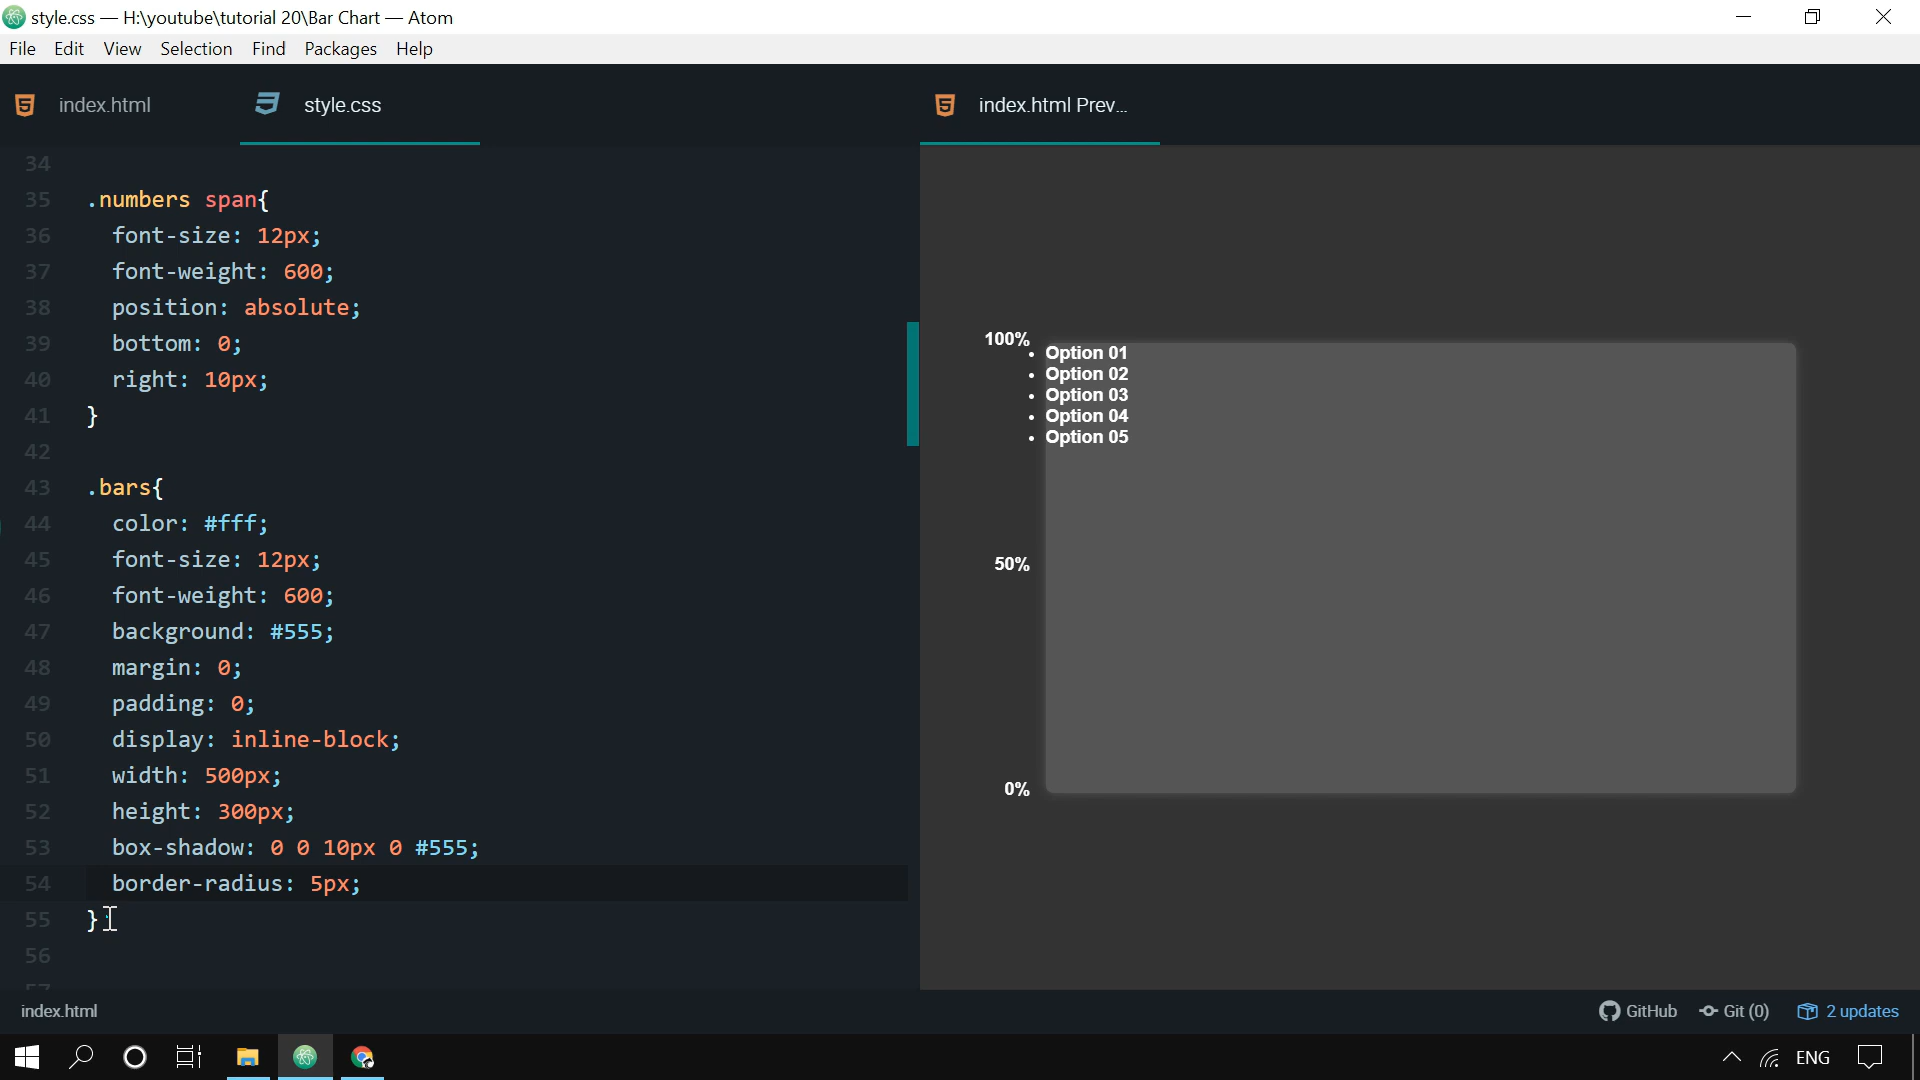 style.css — H:\youtube\tutorial 20\Bar Chart — Atom
File Edit View Selection Find Packages Help
index.html style.css index.html Prev...
34
35 .numbers span{
36 font-size: 12px;
37 font-weight: 600;
38 position: absolute;
39 bottom: 0;
40 right: 10px;
41 }
42
43 .bars{
44 color: #fff;
45 font-size: 12px;
46 font-weight: 600;
47 background: #555;
48 margin: 0;
49 padding: 0;
50 display: inline-block;
51 width: 500px;
52 height: 300px;
53 box-shadow: 0 0 10px 0 #555;
54 border-radius: 5px;
55 }
56
57
100%
• Option 01
• Option 02
• Option 03
• Option 04
• Option 05
50%
0%
index.html GitHub Git (0) 2 updates
ENG